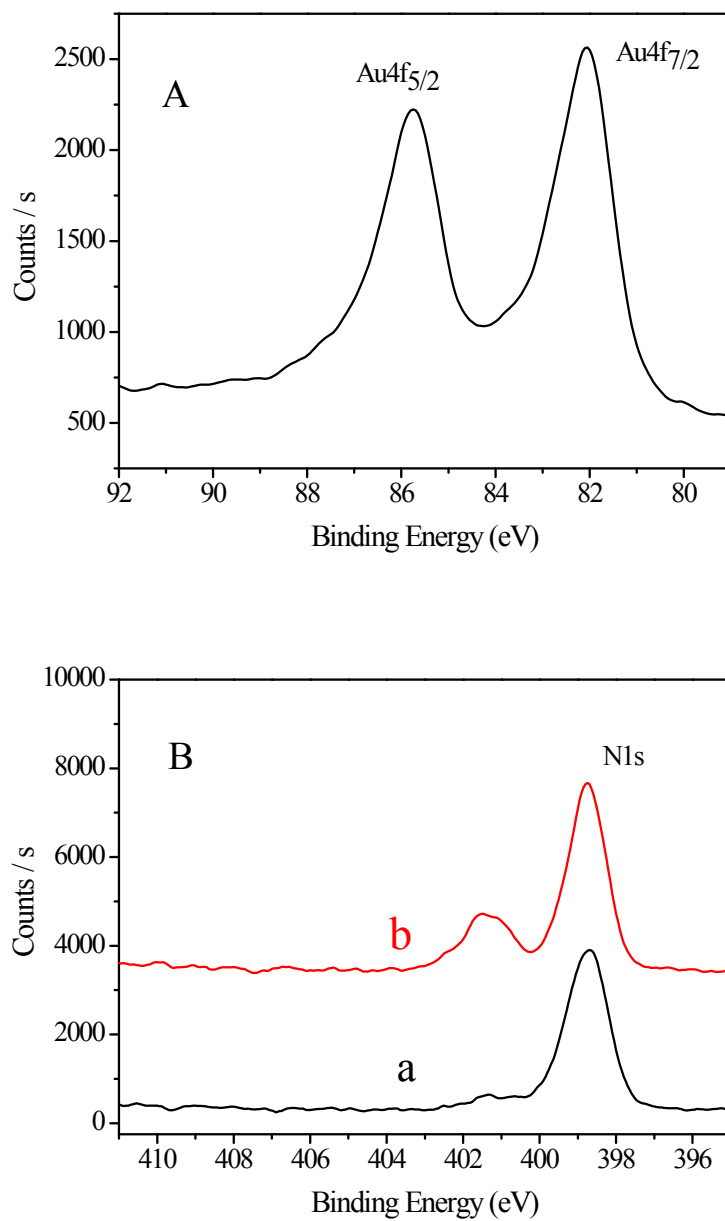 A
Au4f5/2
Au4f7/2
2500
2000
1500
1000
500
Counts / s
92 90 88 86 84 82 80
Binding Energy (eV)
B
N1s
b
a
10000
8000
6000
4000
2000
0
Counts / s
410 408 406 404 402 400 398 396
Binding Energy (eV)